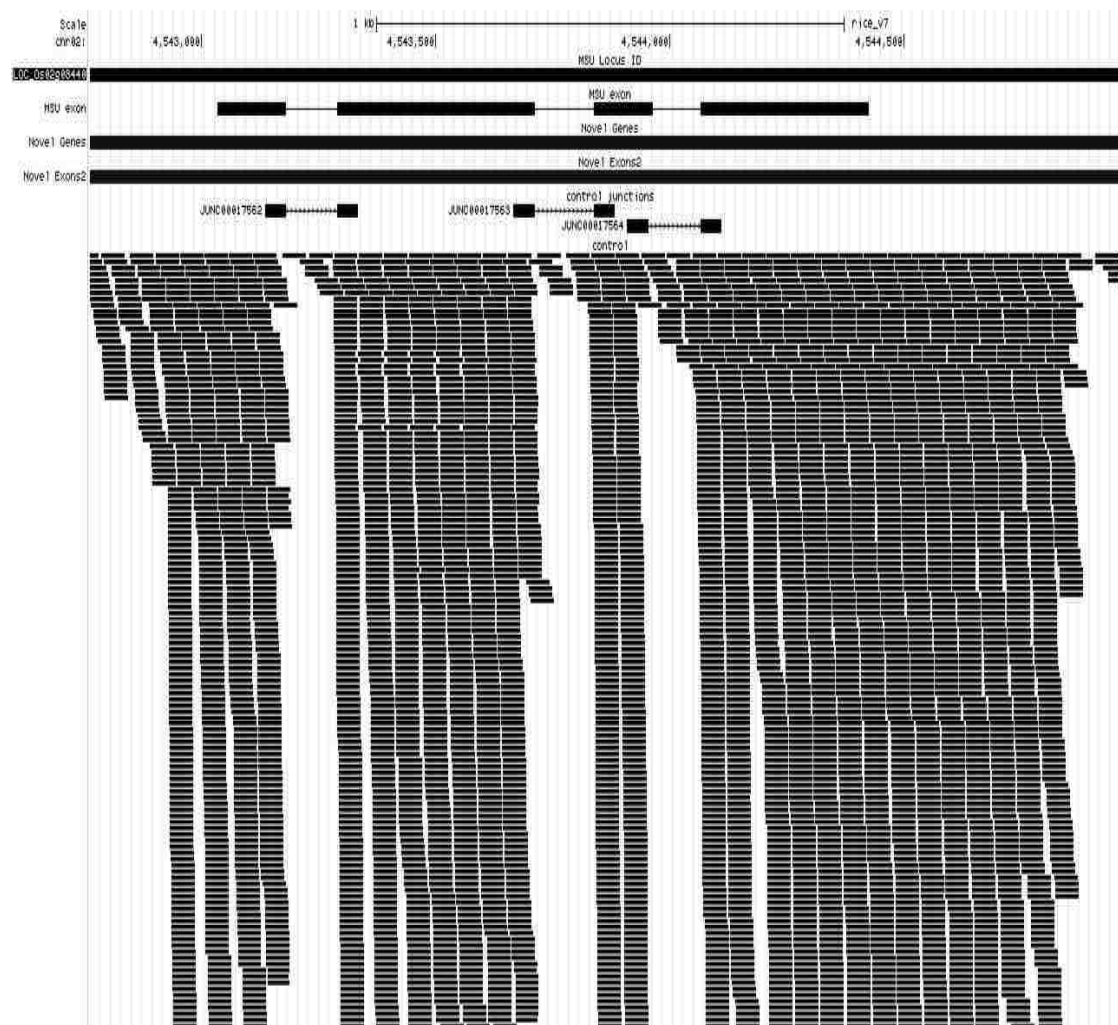 Scale 1 kb rice_v7
chr02: 4,543,000 4,543,500 4,544,000 4,544,500
MSU Locus ID
LOC_Os02g08440
MSU exon
MSU exon
Novel Genes
Novel Genes
Novel Exons2
Novel Exons2
control junctions
JUNC00017562 JUNC00017563
JUNC00017564
control